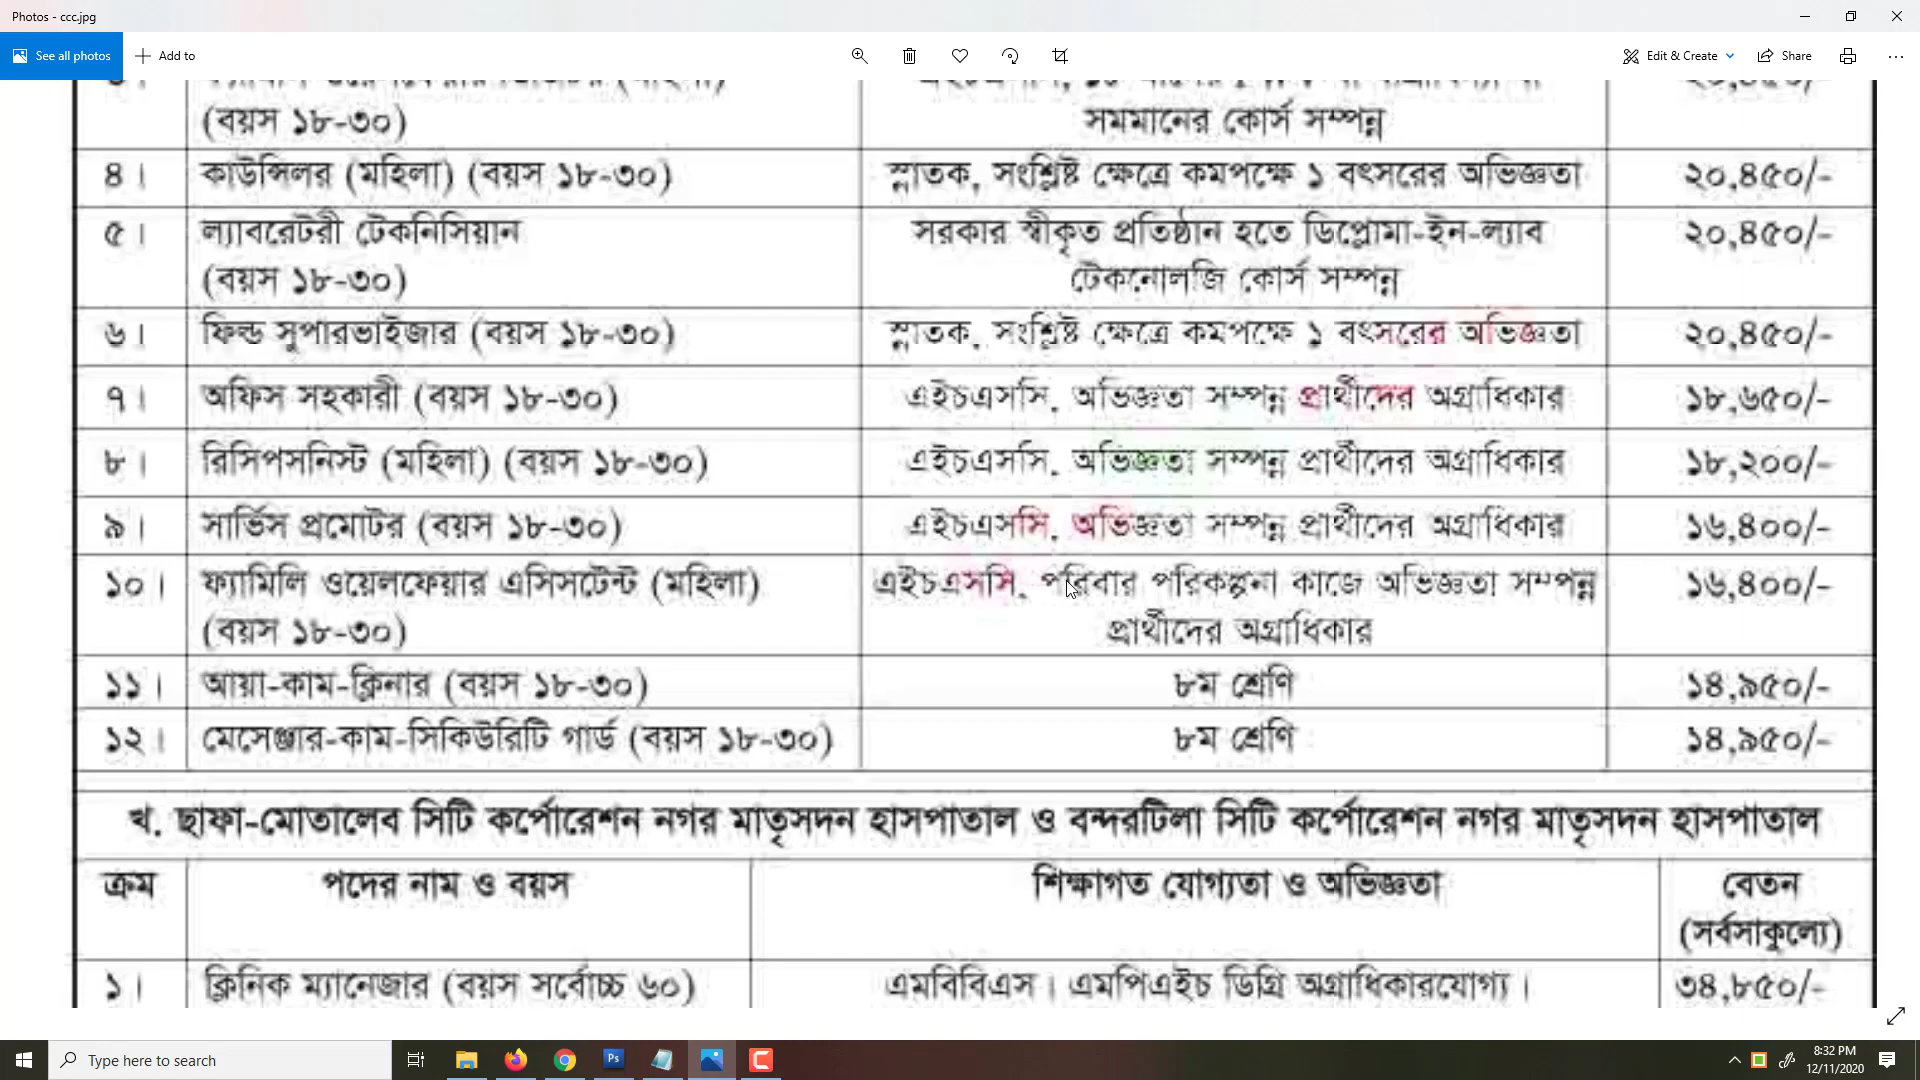 Photos - ccc.jpg
See all photos
Add to
Edit & Create
Share
৩।
২০,৪৫০/-
(বয়স ১৮-৩০)
সমমানের কোর্স সম্পন্ন
৪।
কাউন্সিলর (মহিলা) (বয়স ১৮-৩০)
স্নাতক, সংশ্লিষ্ট ক্ষেত্রে কমপক্ষে ১ বৎসরের অভিজ্ঞতা
২০,৪৫০/-
৫।
ল্যাবরেটরী টেকনিসিয়ান
(বয়স ১৮-৩০)
সরকার স্বীকৃত প্রতিষ্ঠান হতে ডিপ্লোমা-ইন-ল্যাব
টেকনোলজি কোর্স সম্পন্ন
২০,৪৫০/-
৬।
ফিল্ড সুপারভাইজার (বয়স ১৮-৩০)
স্নাতক, সংশ্লিষ্ট ক্ষেত্রে কমপক্ষে ১ বৎসরের অভিজ্ঞতা
২০,৪৫০/-
৭।
অফিস সহকারী (বয়স ১৮-৩০)
এইচএসসি, অভিজ্ঞতা সম্পন্ন প্রার্থীদের অগ্রাধিকার
১৮,৬৫০/-
৮।
রিসিপসনিস্ট (মহিলা) (বয়স ১৮-৩০)
এইচএসসি, অভিজ্ঞতা সম্পন্ন প্রার্থীদের অগ্রাধিকার
১৮,২০০/-
৯।
সার্ভিস প্রমোটর (বয়স ১৮-৩০)
এইচএসসি, অভিজ্ঞতা সম্পন্ন প্রার্থীদের অগ্রাধিকার
১৬,৪০০/-
১০।
ফ্যামিলি ওয়েলফেয়ার এসিসটেন্ট (মহিলা)
(বয়স ১৮-৩০)
এইচএসসি, পরিবার পরিকল্পনা কাজে অভিজ্ঞতা সম্পন্ন
প্রার্থীদের অগ্রাধিকার
১৬,৪০০/-
১১।
আয়া-কাম-ক্লিনার (বয়স ১৮-৩০)
৮ম শ্রেণি
১৪,৯৫০/-
১২।
মেসেঞ্জার-কাম-সিকিউরিটি গার্ড (বয়স ১৮-৩০)
৮ম শ্রেণি
১৪,৯৫০/-
খ. ছাফা-মোতালেব সিটি কর্পোরেশন নগর মাতৃসদন হাসপাতাল ও বন্দরটিলা সিটি কর্পোরেশন নগর মাতৃসদন হাসপাতাল
ক্রম
পদের নাম ও বয়স
শিক্ষাগত যোগ্যতা ও অভিজ্ঞতা
বেতন
(সর্বসাকুল্যে)
১।
ক্লিনিক ম্যানেজার (বয়স সর্বোচ্চ ৬০)
এমবিবিএস। এমপিএইচ ডিগ্রি অগ্রাধিকারযোগ্য।
৩৪,৮৫০/-
Type here to search
Ps
8:32 PM
12/11/2020